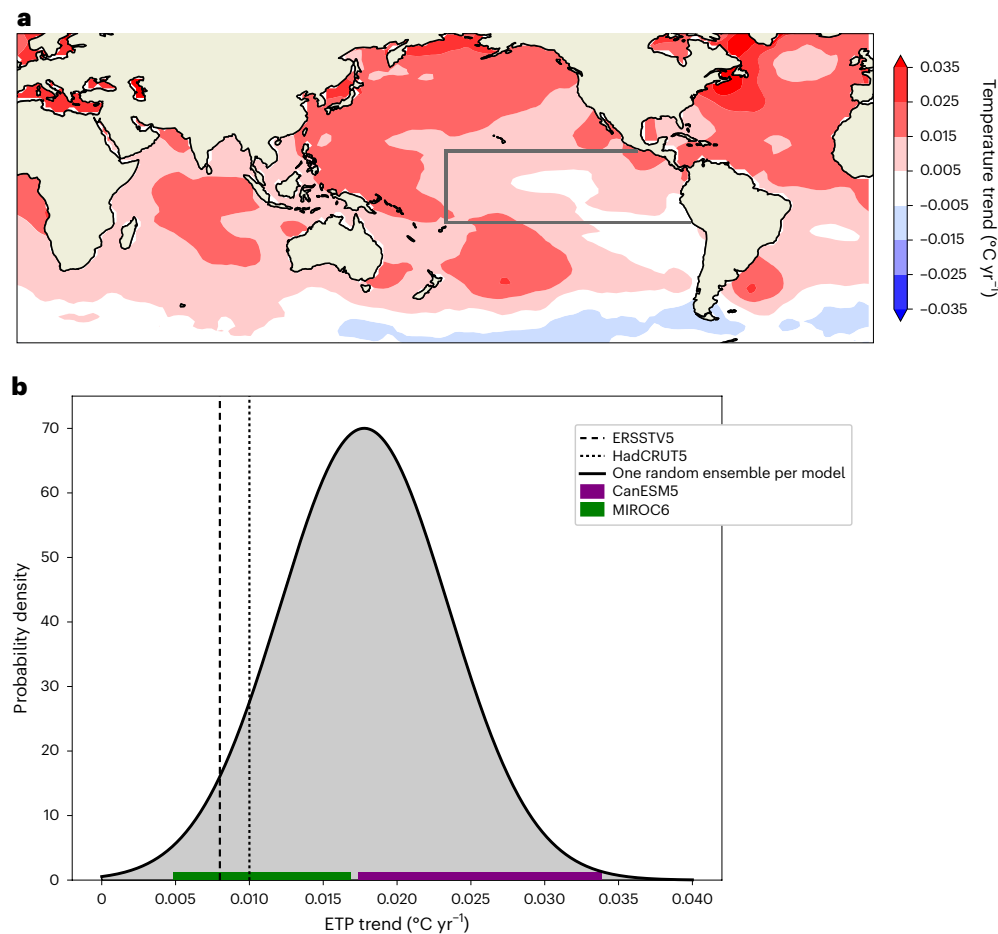 a
0.035
0.025
0.015
0.005
−0.005
−0.015
−0.025
−0.035
Temperature trend (°C yr⁻¹)
b
ERSSTV5
HadCRUT5
One random ensemble per model
CanESM5
MIROC6
70
60
50
40
30
20
10
0
Probability density
0 0.005 0.010 0.015 0.020 0.025 0.030 0.035 0.040
ETP trend (°C yr⁻¹)